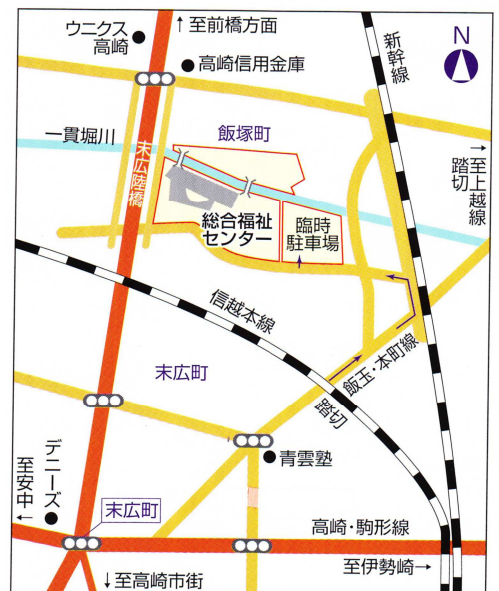 ウニクス
高崎
↑至前橋方面
高崎信用金庫
新幹線
N
一貫堀川
飯塚町
末広陸橋
→
至上越線
踏切
総合福祉
センター
臨時
駐車場
信越本線
飯玉・本町線
踏切
末広町
青雲塾
デニーズ
至安中←
末広町
高崎・駒形線
至伊勢崎→
↓至高崎市街